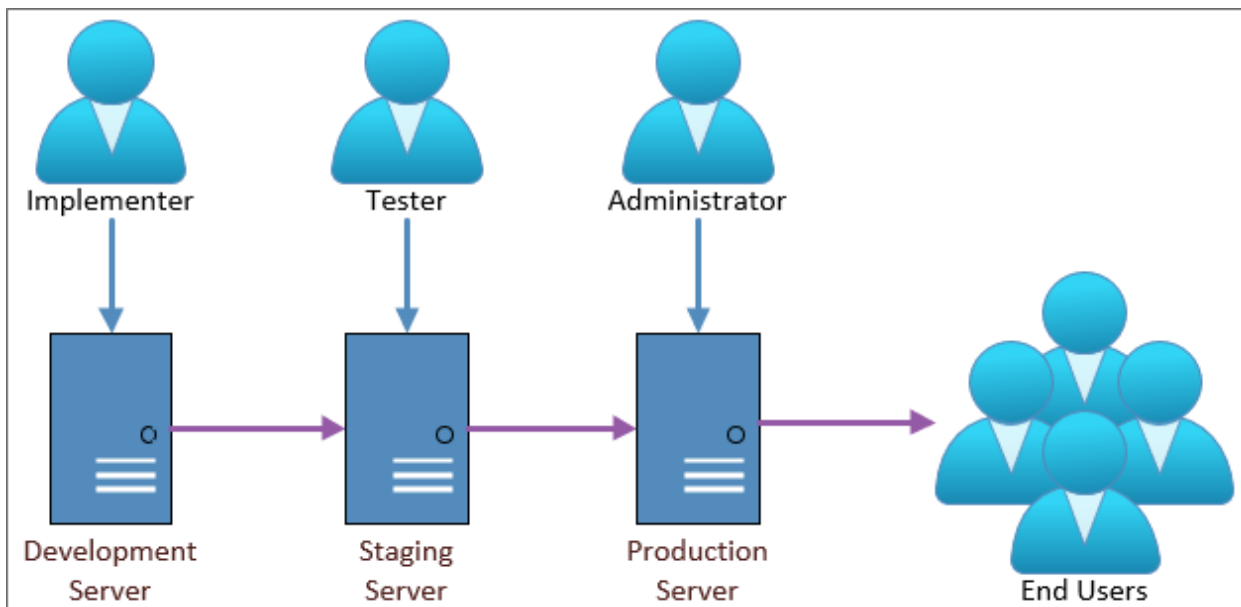 Implementer
Tester
Administrator
Development
Server
Staging
Server
Production
Server
End Users